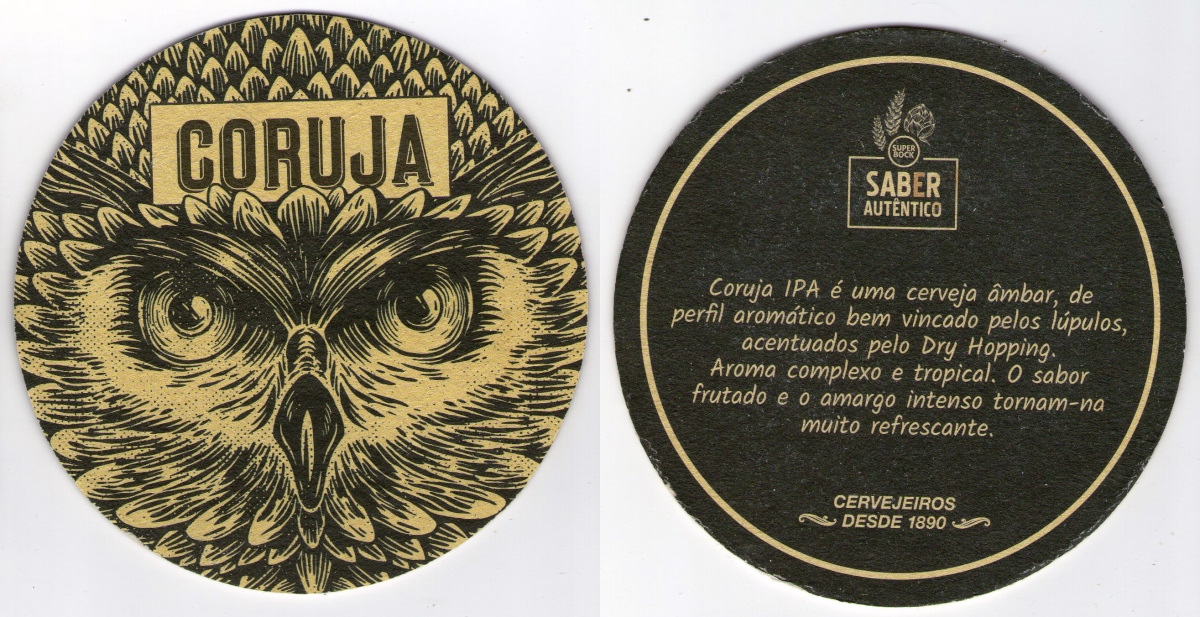 CORUJA
SUPER
BOCK
SABER
AUTÊNTICO
Coruja IPA é uma cerveja âmbar, de
perfil aromático bem vincado pelos lúpulos,
acentuados pelo Dry Hopping.
Aroma complexo e tropical. O sabor
frutado e o amargo intenso tornam-na
muito refrescante.
CERVEJEIROS
DESDE 1890